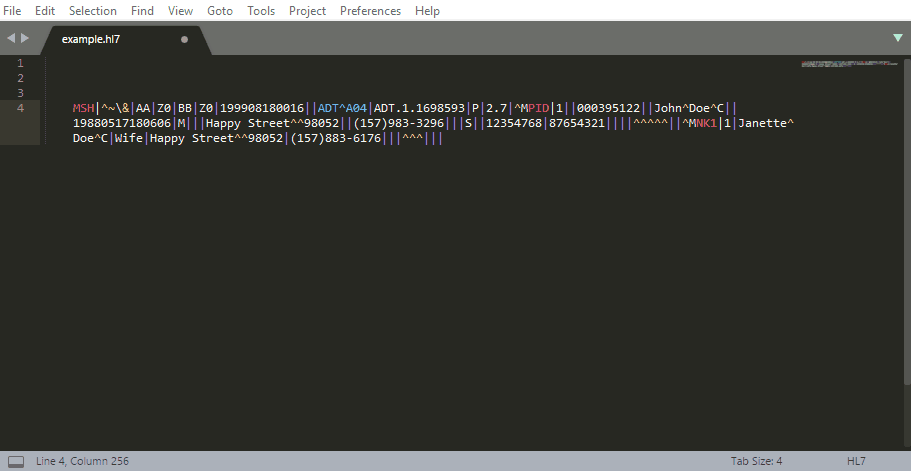 File Edit Selection Find View Goto Tools Project Preferences Help
example.hl7
1
2
3
4 MSH|^~\&|AA|Z0|BB|Z0|199908180016||ADT^A04|ADT.1.1698593|P|2.7|^MPID|1||000395122||John^Doe^C||
19880517180606|M|||Happy Street^^98052||(157)983-3296|||S||12354768|87654321||||^^^^^||^MNK1|1|Janette^
Doe^C|Wife|Happy Street^^98052|(157)883-6176|||^^^|||
Line 4, Column 256 Tab Size: 4 HL7